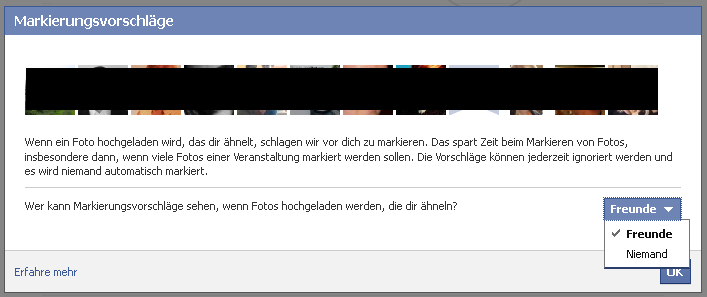 Markierungsvorschläge
Wenn ein Foto hochgeladen wird, das dir ähnelt, schlagen wir vor dich zu markieren. Das spart Zeit beim Markieren von Fotos,
insbesondere dann, wenn viele Fotos einer Veranstaltung markiert werden sollen. Die Vorschläge können jederzeit ignoriert werden und
es wird niemand automatisch markiert.
Wer kann Markierungsvorschläge sehen, wenn Fotos hochgeladen werden, die dir ähneln?
Freunde
Freunde
Niemand
Erfahre mehr
OK